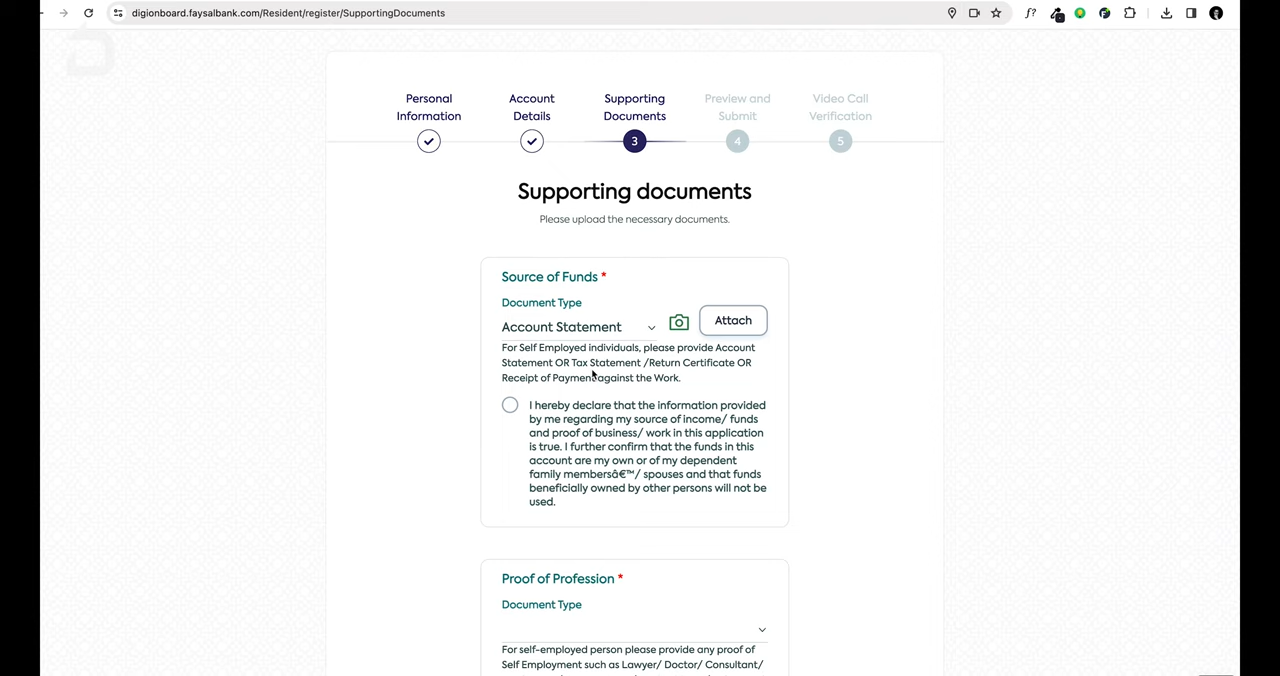 digionboard.faysalbank.com/Resident/register/SupportingDocuments
f?
Personal Information
Account Details
Supporting Documents
Preview and Submit
Video Call Verification
3
4
5
Supporting documents
Please upload the necessary documents.
Source of Funds *
Document Type
Account Statement
Attach
For Self Employed individuals, please provide Account
Statement OR Tax Statement /Return Certificate OR
Receipt of Payment against the Work.
I hereby declare that the information provided
by me regarding my source of income/ funds
and proof of business/ work in this application
is true. I further confirm that the funds in this
account are my own or of my dependent
family membersâ€™/ spouses and that funds
beneficially owned by other persons will not be
used.
Proof of Profession *
Document Type
For self-employed person please provide any proof of
Self Employment such as Lawyer/ Doctor/ Consultant/